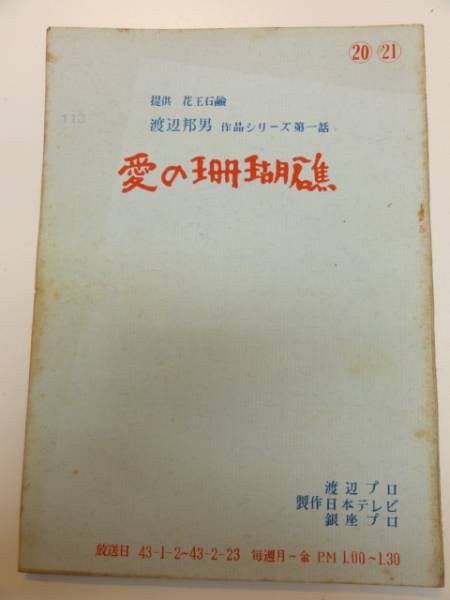 ⑳ ㉑
提供 花王石鹸
113
渡辺邦男 作品シリーズ第一話
愛の珊瑚礁
渡辺プロ
製作日本テレビ
銀座プロ
放送日 43-1-2~43-2-23 毎週月~金 P.M 1.00~1.30